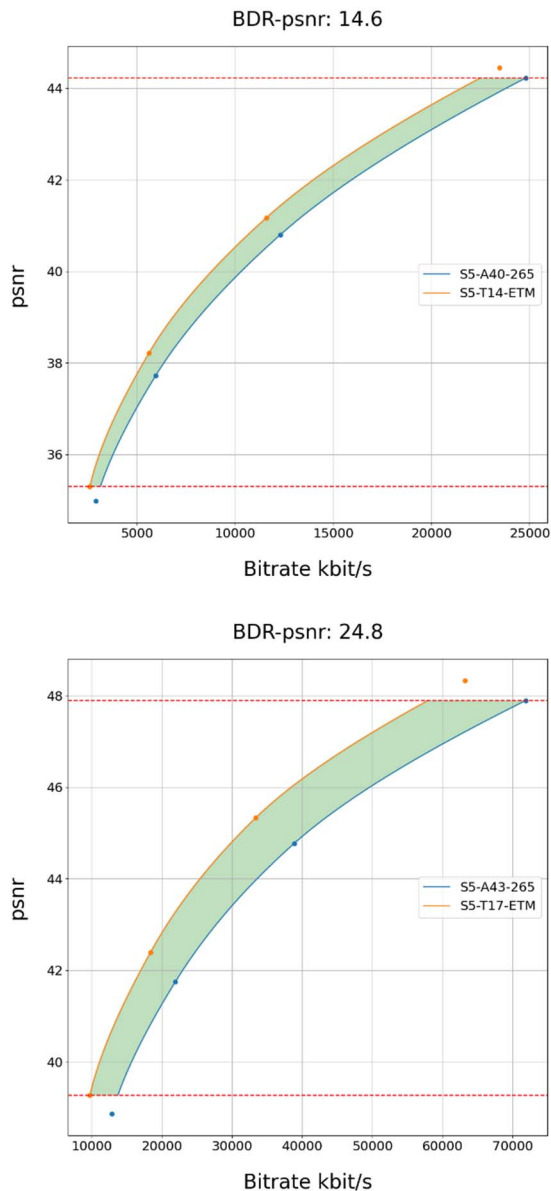 BDR-psnr: 14.6
44
42
40
38
36
psnr
S5-A40-265
S5-T14-ETM
5000 10000 15000 20000 25000
Bitrate kbit/s
BDR-psnr: 24.8
48
46
44
42
40
psnr
S5-A43-265
S5-T17-ETM
10000 20000 30000 40000 50000 60000 70000
Bitrate kbit/s